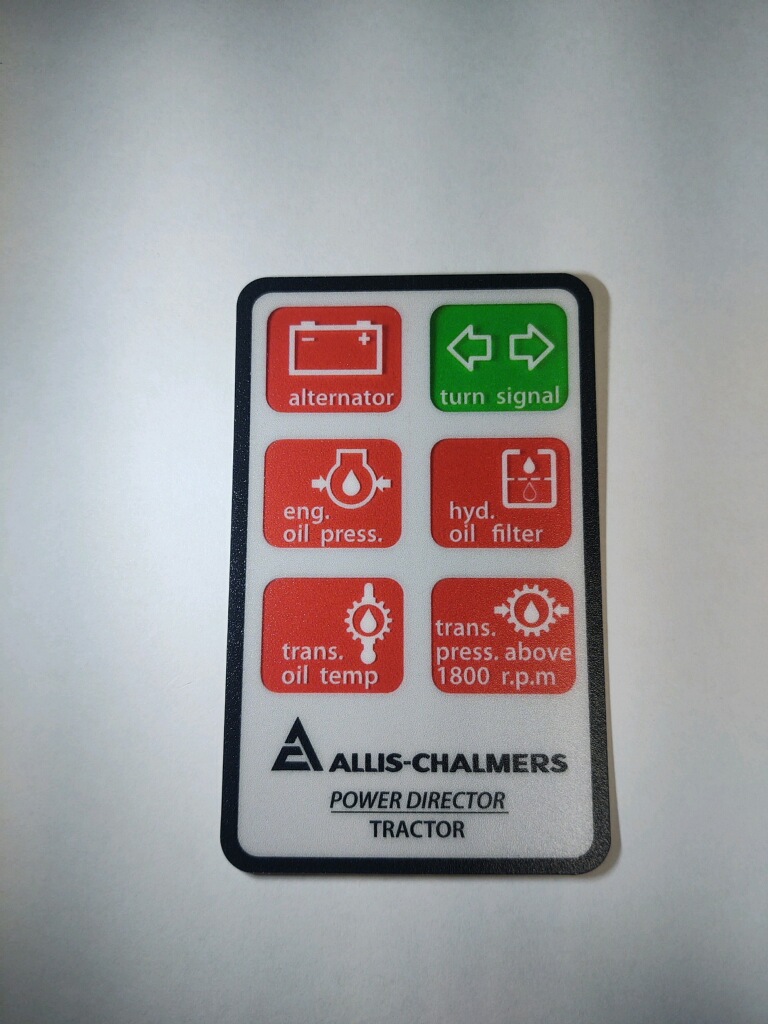 alternator
turn signal
eng.
oil press.
hyd.
oil filter
trans.
oil temp
trans.
press. above
1800 r.p.m
ALLIS-CHALMERS
POWER DIRECTOR
TRACTOR